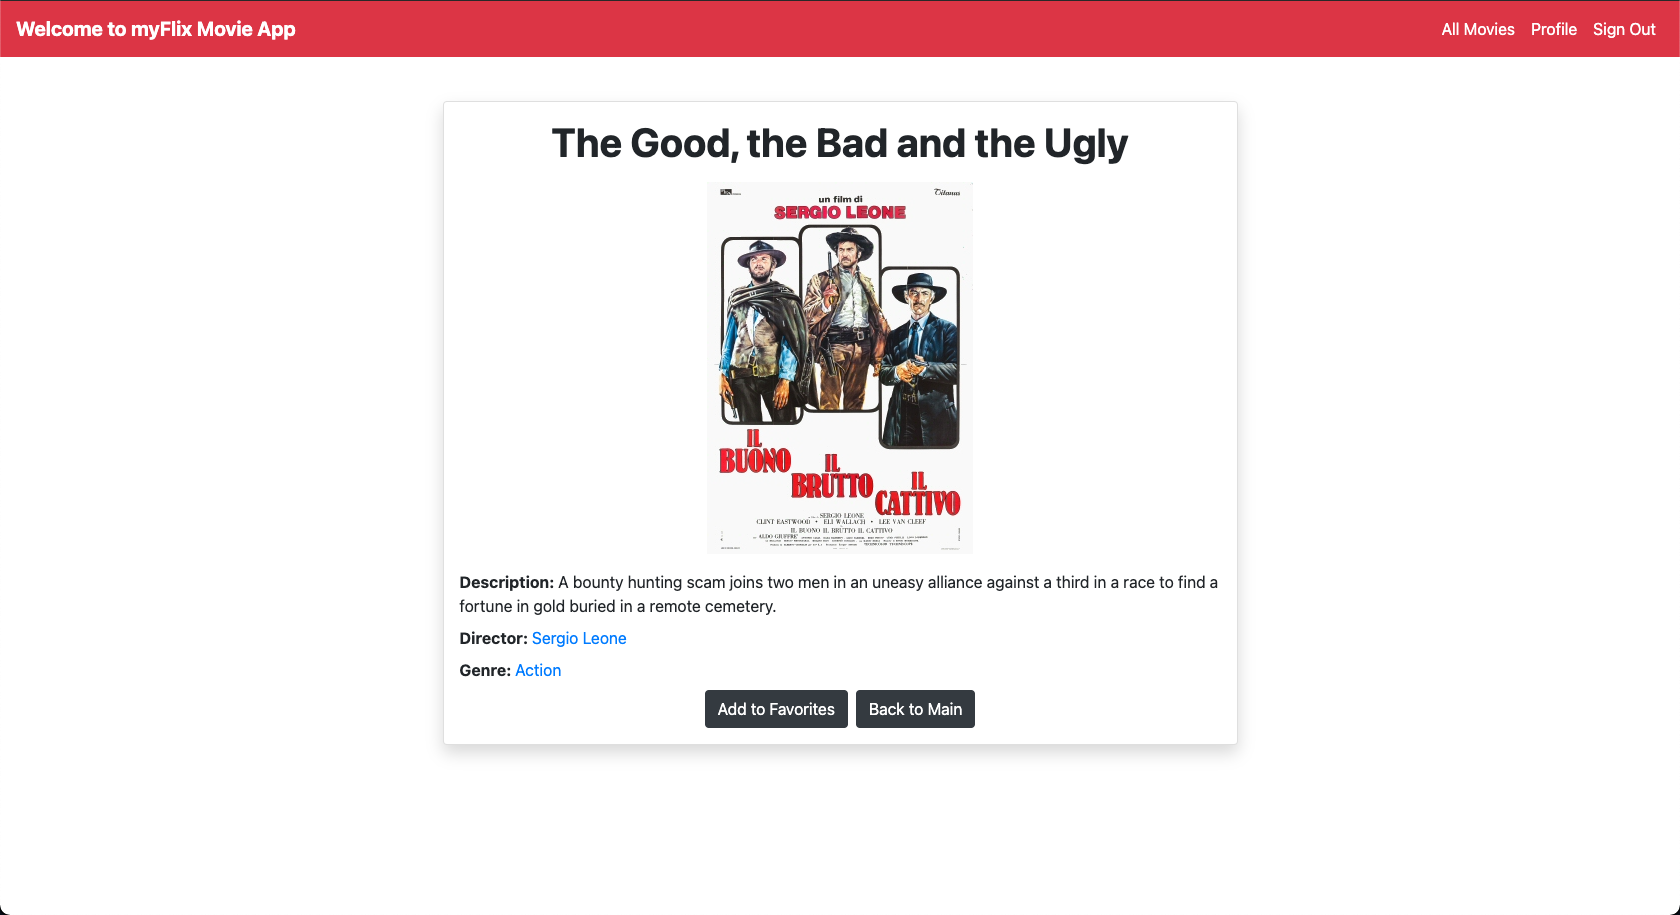 Welcome to myFlix Movie App
All Movies Profile Sign Out
The Good, the Bad and the Ugly
Titanus
un film di
SERGIO LEONE
IL
BUONO
IL
BRUTTO
IL
CATTIVO
SERGIO LEONE
CLINT EASTWOOD • ELI WALLACH • LEE VAN CLEEF
IL BUONO IL BRUTTO IL CATTIVO
ALDO GIUFFRE'
TECHNICOLOR TECHNISCOPE
Description: A bounty hunting scam joins two men in an uneasy alliance against a third in a race to find a
fortune in gold buried in a remote cemetery.
Director: Sergio Leone
Genre: Action
Add to Favorites Back to Main